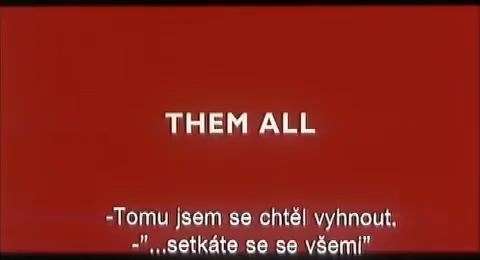 THEM ALL
-Tomu jsem se chtěl vyhnout.
-"...setkáte se se všemi"